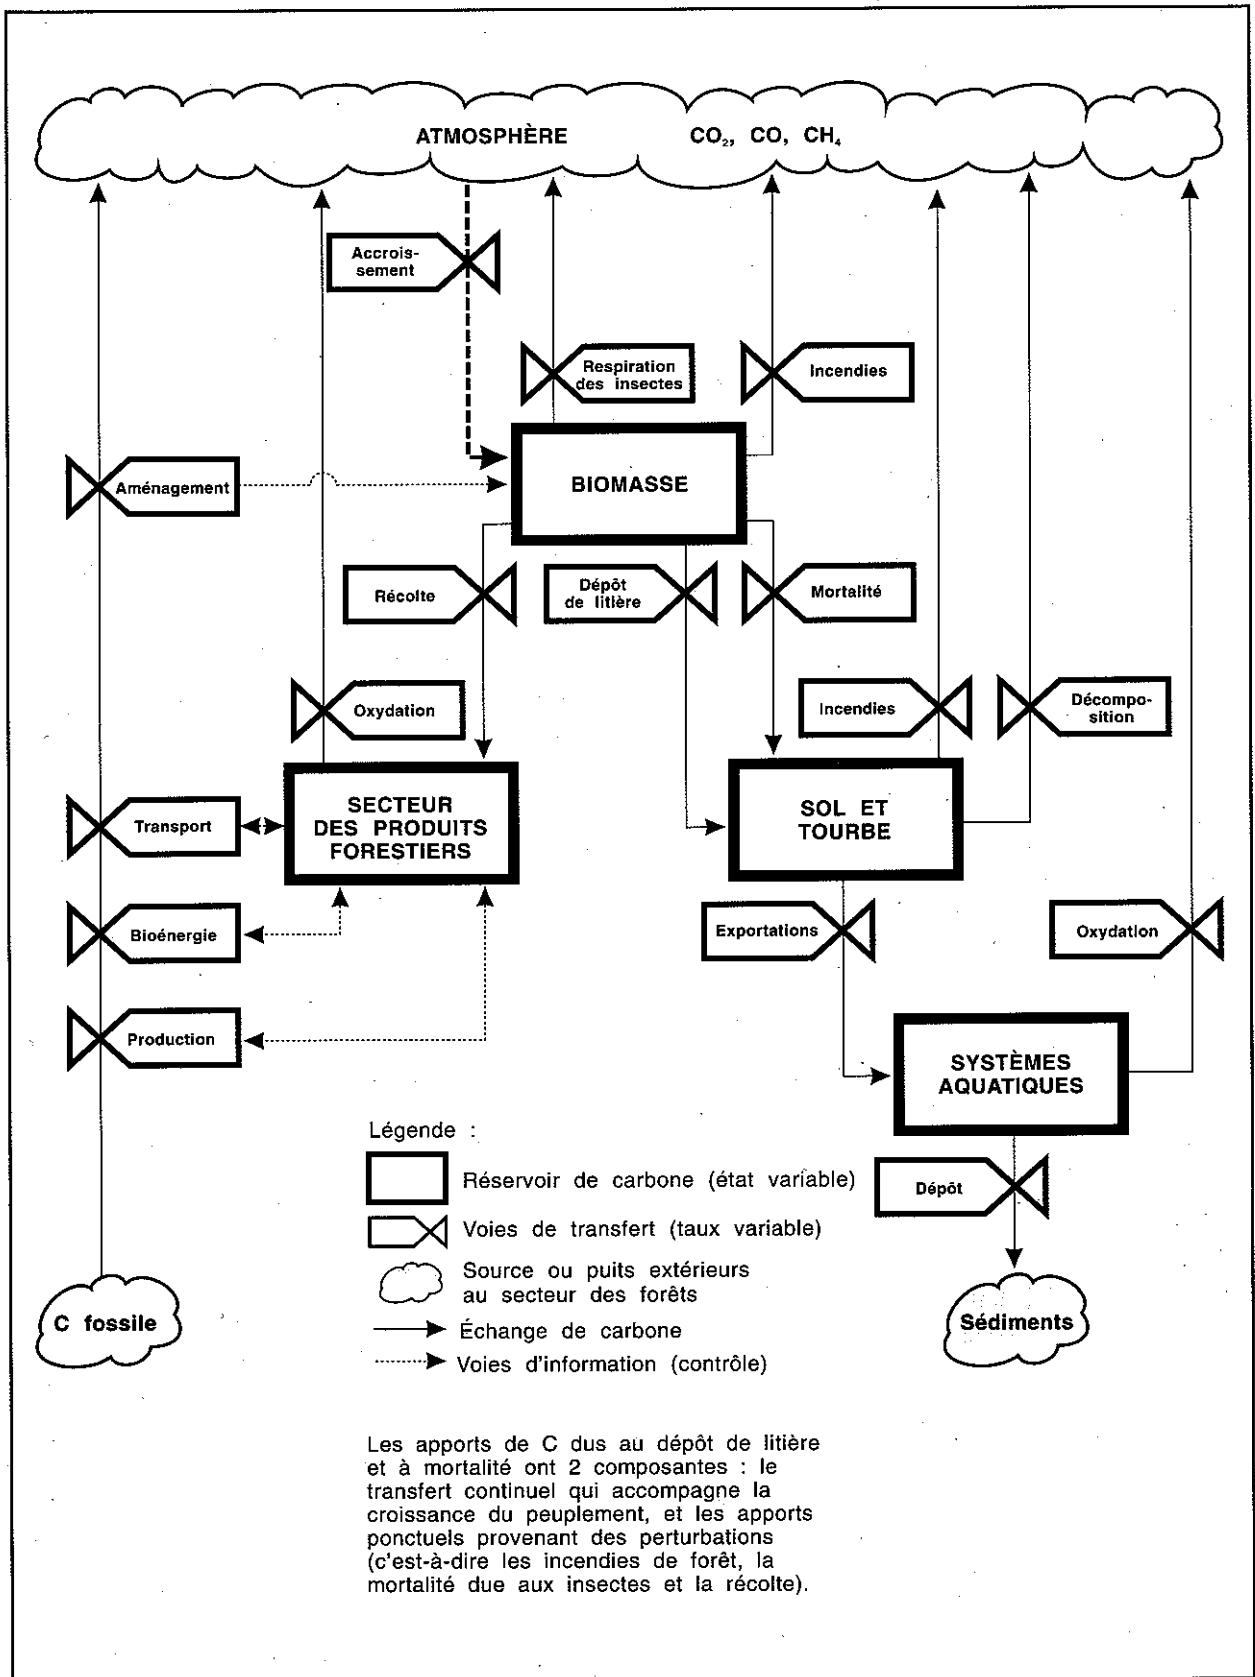 ATMOSPHÈRE CO₂, CO, CH₄
Accrois-
sement
Respiration
des insectes
Incendies
BIOMASSE
Aménagement
Récolte
Dépôt
de litière
Mortalité
Oxydation
Incendies
Décompo-
sition
SECTEUR
DES PRODUITS
FORESTIERS
Transport
SOL ET
TOURBE
Bioénergie
Exportations
Oxydation
Production
SYSTÈMES
AQUATIQUES
Légende :
Réservoir de carbone (état variable)
Voies de transfert (taux variable)
Source ou puits extérieurs
au secteur des forêts
Échange de carbone
Voies d'information (contrôle)
Dépôt
C fossile
Sédiments
Les apports de C dus au dépôt de litière
et à mortalité ont 2 composantes : le
transfert continuel qui accompagne la
croissance du peuplement, et les apports
ponctuels provenant des perturbations
(c'est-à-dire les incendies de forêt, la
mortalité due aux insectes et la récolte).